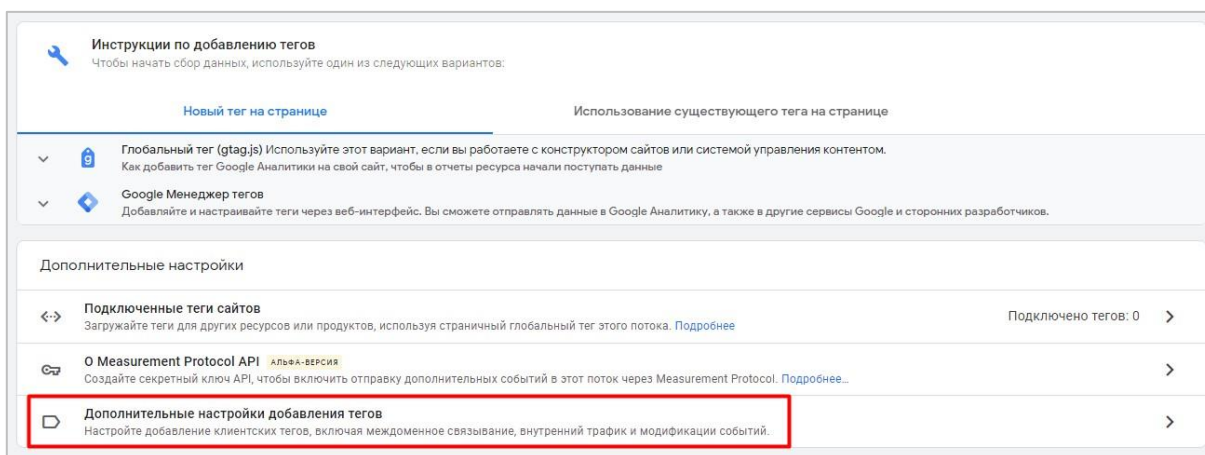 Инструкции по добавлению тегов
Чтобы начать сбор данных, используйте один из следующих вариантов:
Новый тег на странице
Использование существующего тега на странице
Глобальный тег (gtag.js) Используйте этот вариант, если вы работаете с конструктором сайтов или системой управления контентом.
Как добавить тег Google Аналитики на свой сайт, чтобы в отчеты ресурса начали поступать данные
Google Менеджер тегов
Добавляйте и настраивайте теги через веб-интерфейс. Вы сможете отправлять данные в Google Аналитику, а также в другие сервисы Google и сторонних разработчиков.
Дополнительные настройки
Подключенные теги сайтов
Загружайте теги для других ресурсов или продуктов, используя страничный глобальный тег этого потока. Подробнее
Подключено тегов: 0
О Measurement Protocol API АЛЬФА-ВЕРСИЯ
Создайте секретный ключ API, чтобы включить отправку дополнительных событий в этот поток через Measurement Protocol. Подробнее…
Дополнительные настройки добавления тегов
Настройте добавление клиентских тегов, включая междоменное связывание, внутренний трафик и модификации событий.